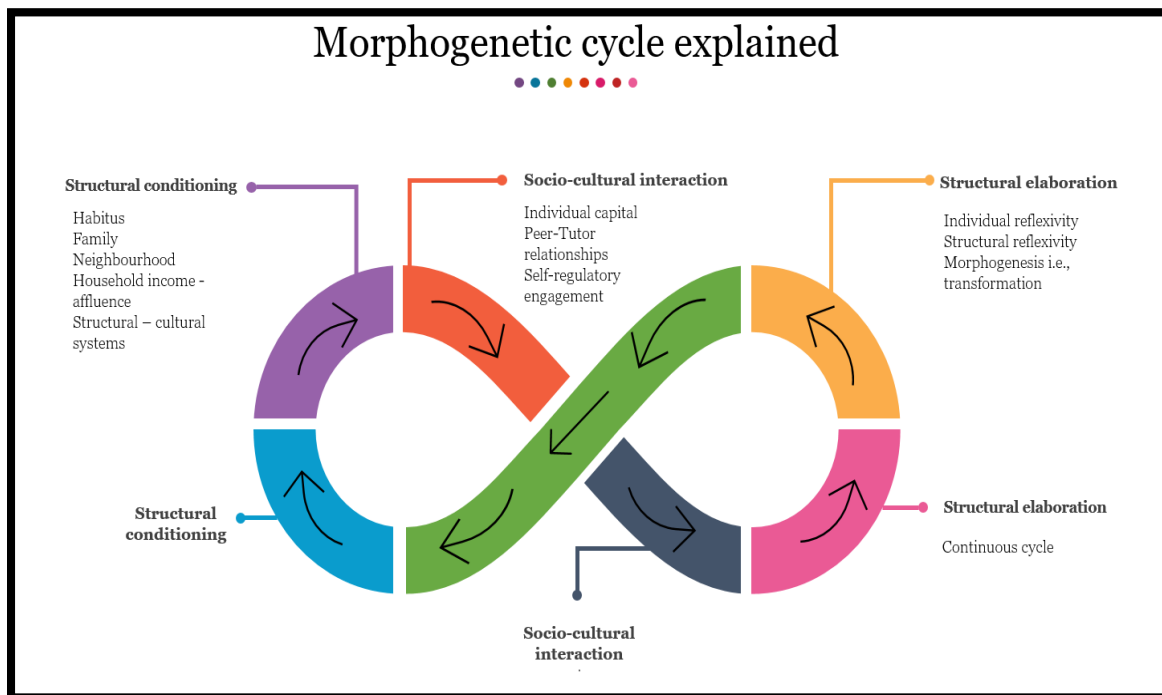 Morphogenetic cycle explained
Structural conditioning
Habitus
Family
Neighbourhood
Household income -
affluence
Structural – cultural
systems
Socio-cultural interaction
Individual capital
Peer-Tutor
relationships
Self-regulatory
engagement
Structural elaboration
Individual reflexivity
Structural reflexivity
Morphogenesis i.e.,
transformation
Structural
conditioning
Socio-cultural
interaction
Structural elaboration
Continuous cycle